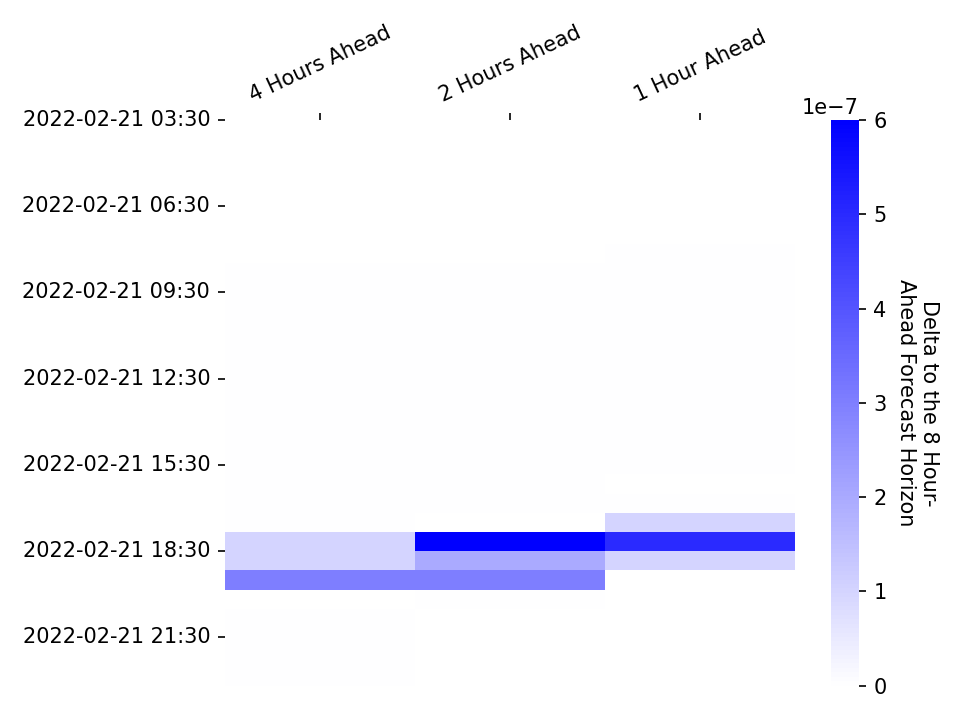 4 Hours Ahead
2 Hours Ahead
1 Hour Ahead
2022-02-21 03:30
2022-02-21 06:30
2022-02-21 09:30
2022-02-21 12:30
2022-02-21 15:30
2022-02-21 18:30
2022-02-21 21:30
1e−7
6
5
4
3
2
1
0
Delta to the 8 Hour-
Ahead Forecast Horizon